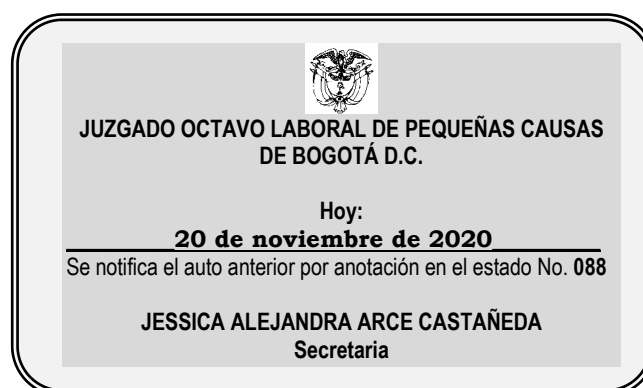 JUZGADO OCTAVO LABORAL DE PEQUEÑAS CAUSAS
DE BOGOTÁ D.C.
Hoy:
20 de noviembre de 2020
Se notifica el auto anterior por anotación en el estado No. 088
JESSICA ALEJANDRA ARCE CASTAÑEDA
Secretaria